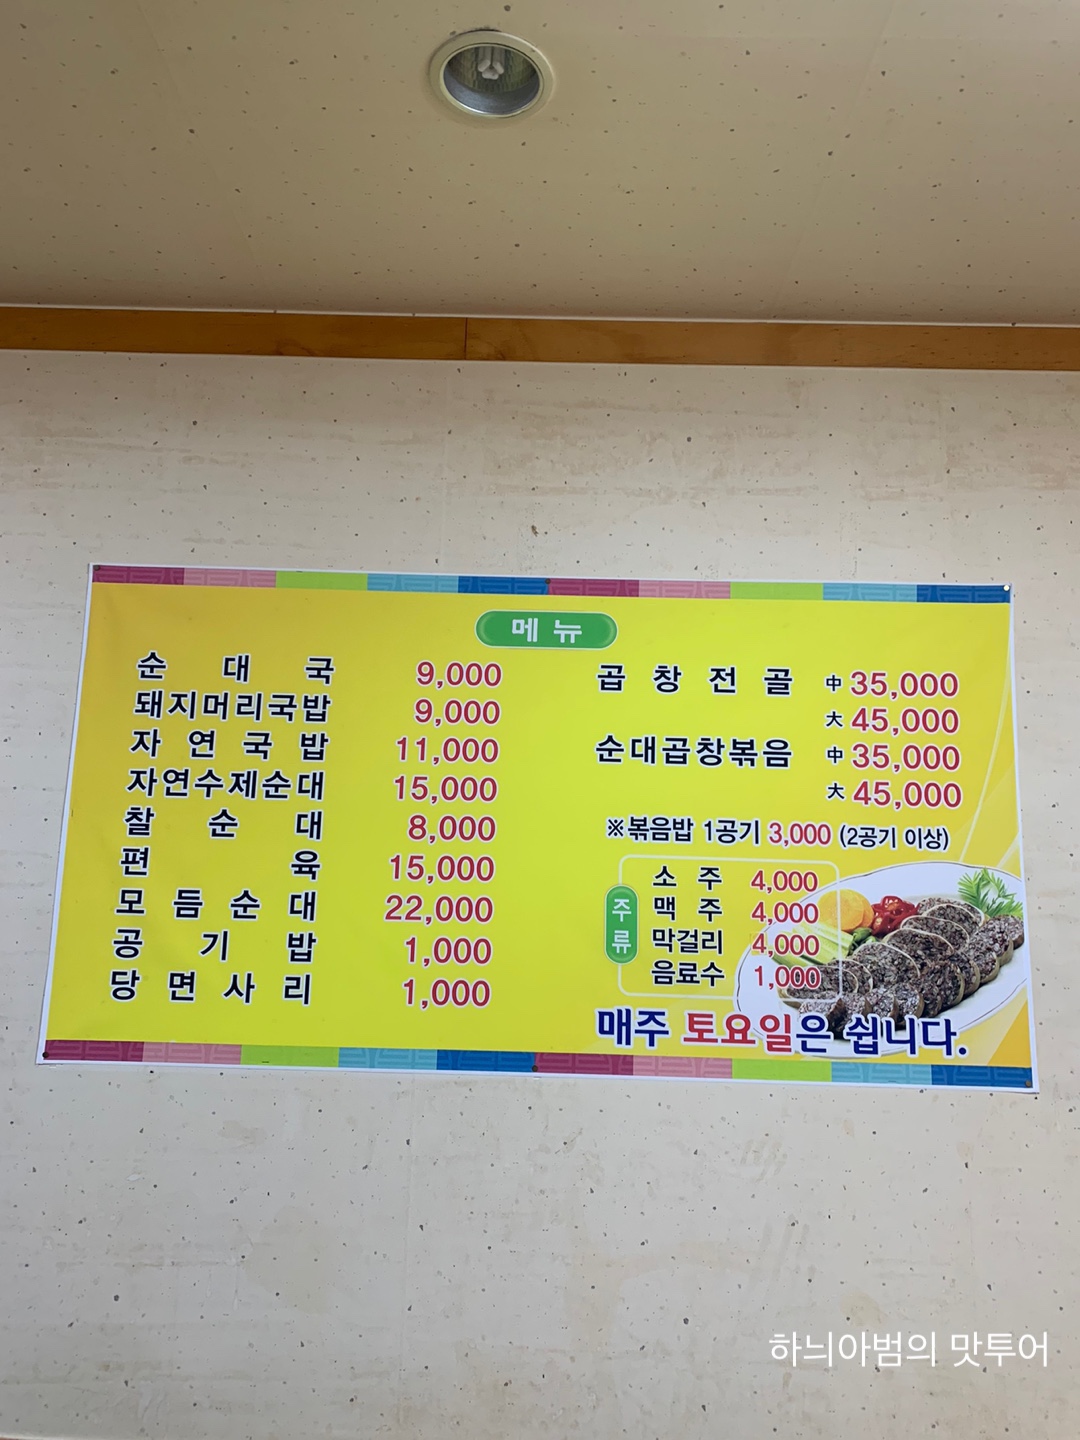 메뉴
순대국 9,000
돼지머리국밥 9,000
자연국밥 11,000
자연수제순대 15,000
찰순대 8,000
편육 15,000
모듬순대 22,000
공기밥 1,000
당면사리 1,000
곱창전골 中 35,000
大 45,000
순대곱창볶음 中 35,000
大 45,000
※볶음밥 1공기 3,000 (2공기 이상)
주류
소주 4,000
맥주 4,000
막걸리 4,000
음료수 1,000
매주 토요일은 쉽니다.
하늬아범의 맛투어